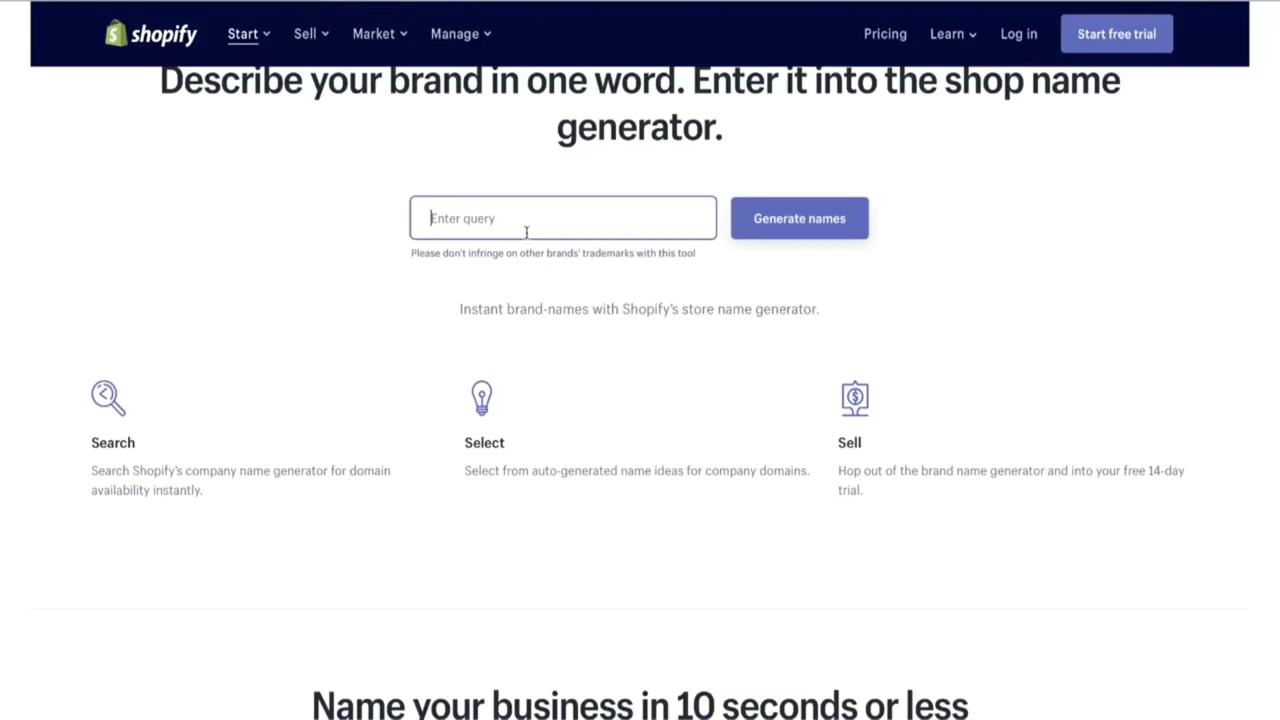 shopify Start Sell Market Manage Pricing Learn Log in Start free trial
Describe your brand in one word. Enter it into the shop name
generator.
Enter query Generate names
Please don't infringe on other brands' trademarks with this tool
Instant brand-names with Shopify's store name generator.
Search
Search Shopify's company name generator for domain
availability instantly.
Select
Select from auto-generated name ideas for company domains.
Sell
Hop out of the brand name generator and into your free 14-day
trial.
Name your business in 10 seconds or less